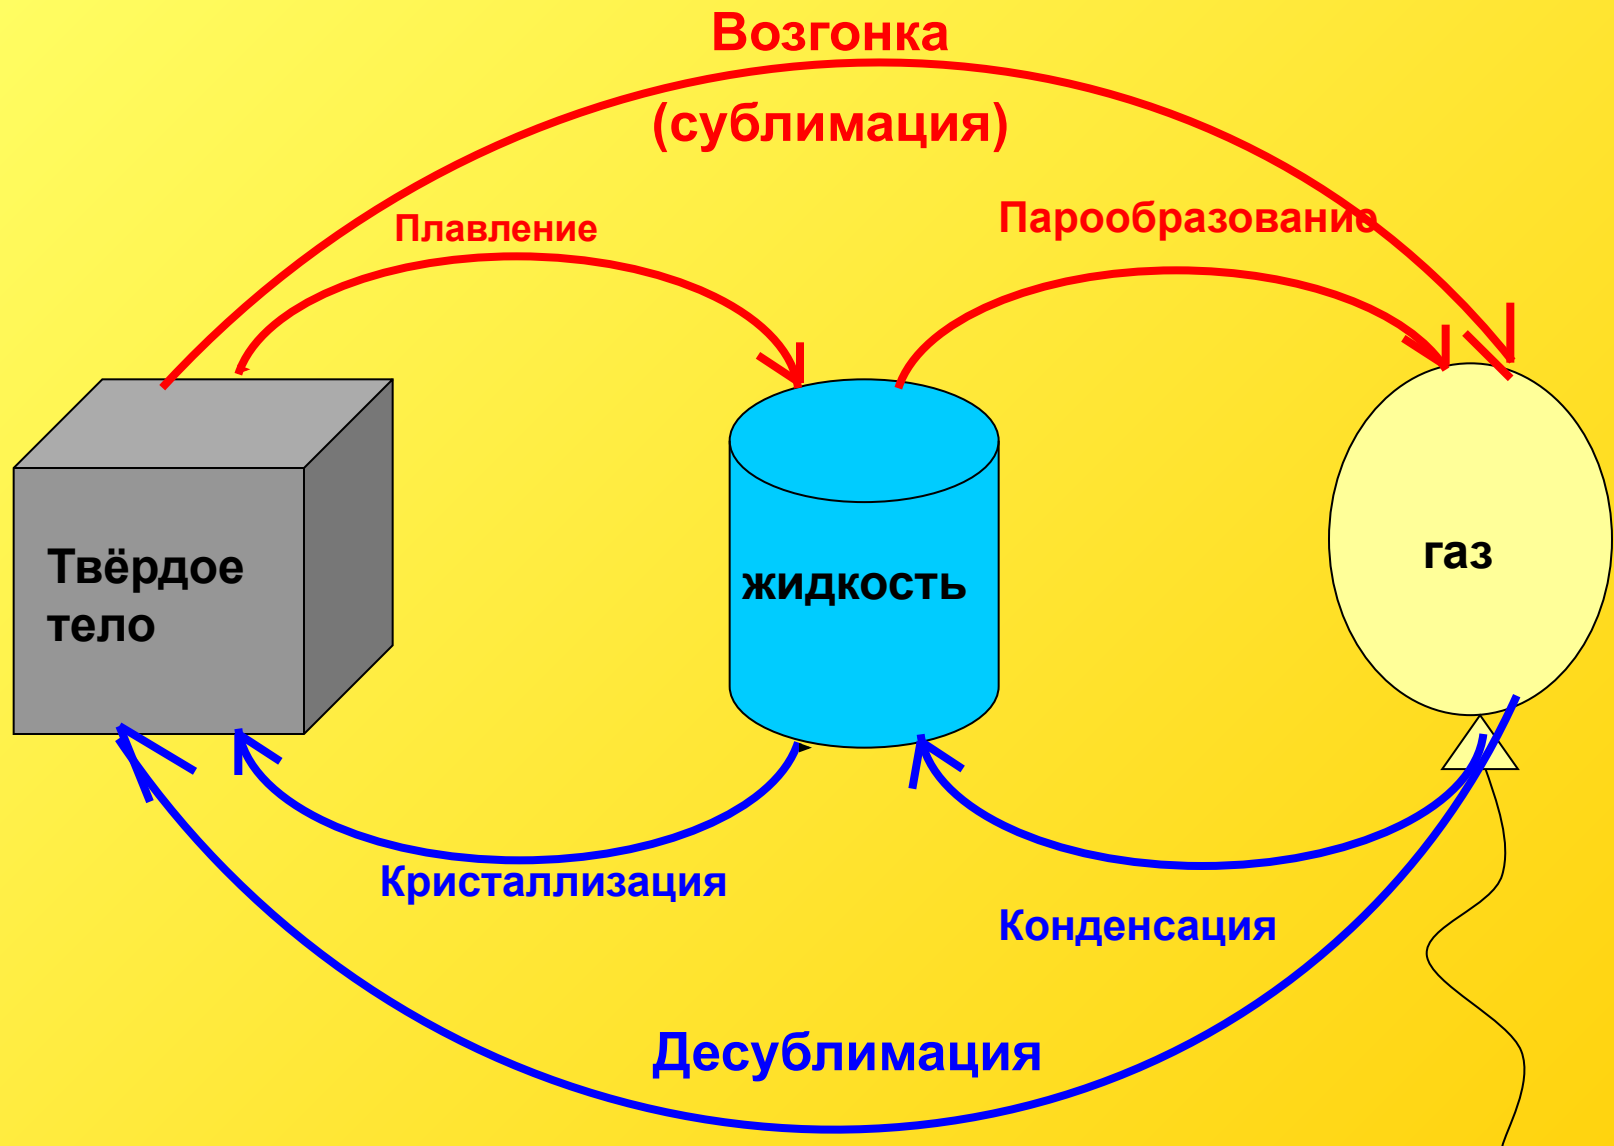 Возгонка
(сублимация)
Плавление
Парообразование
Твёрдое
тело
жидкость
газ
Кристаллизация
Конденсация
Десублимация